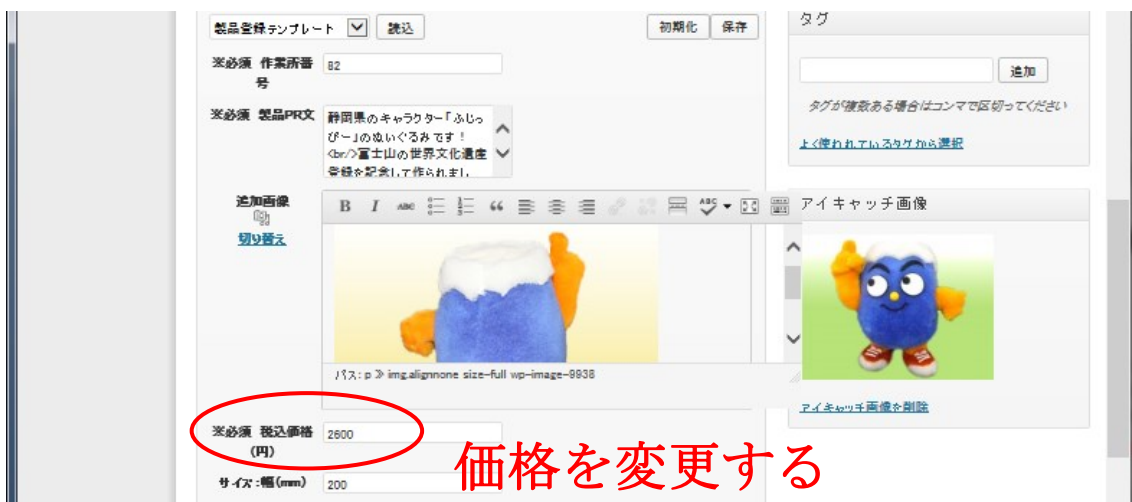 製品登録テンプレート 読込 初期化 保存
※必須 作業所番号 82
※必須 製品PR文 静岡県のキャラクター「ふじっ
ぴー」のぬいぐるみです!
<br/>富士山の世界文化遺産
登録を記念して作られまし
追加画像
切り替え
B I ABC ABC
パス: p » img.alignnone size-full wp-image-9938
※必須 税込価格
(円) 2600
価格を変更する
サイズ:幅(mm) 200
タグ
追加
タグが複数ある場合はコンマで区切ってください
よく使われているタグから選択
アイキャッチ画像
アイキャッチ画像を削除